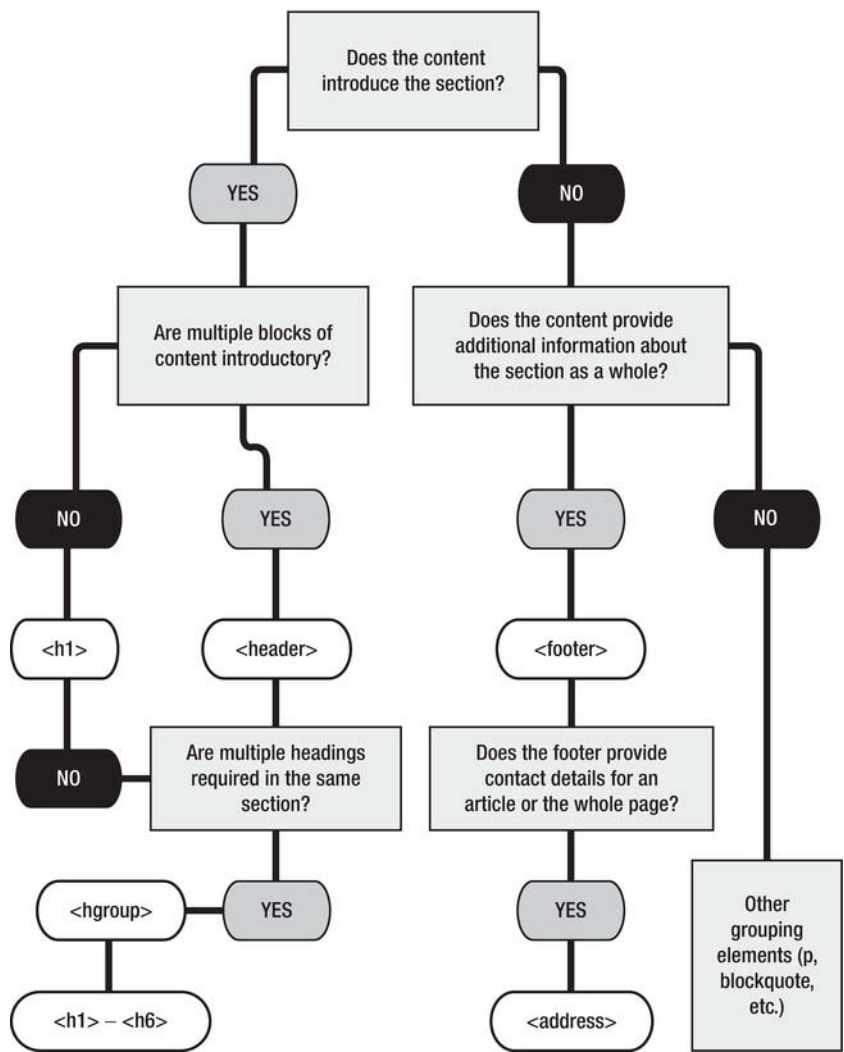 Does the content
introduce the section?
YES
NO
Are multiple blocks of
content introductory?
Does the content provide
additional information about
the section as a whole?
NO
YES
YES
NO
<h1>
<header>
<footer>
NO
Are multiple headings
required in the same
section?
Does the footer provide
contact details for an
article or the whole page?
<hgroup>
YES
YES
Other
grouping
elements (p,
blockquote,
etc.)
<h1> – <h6>
<address>